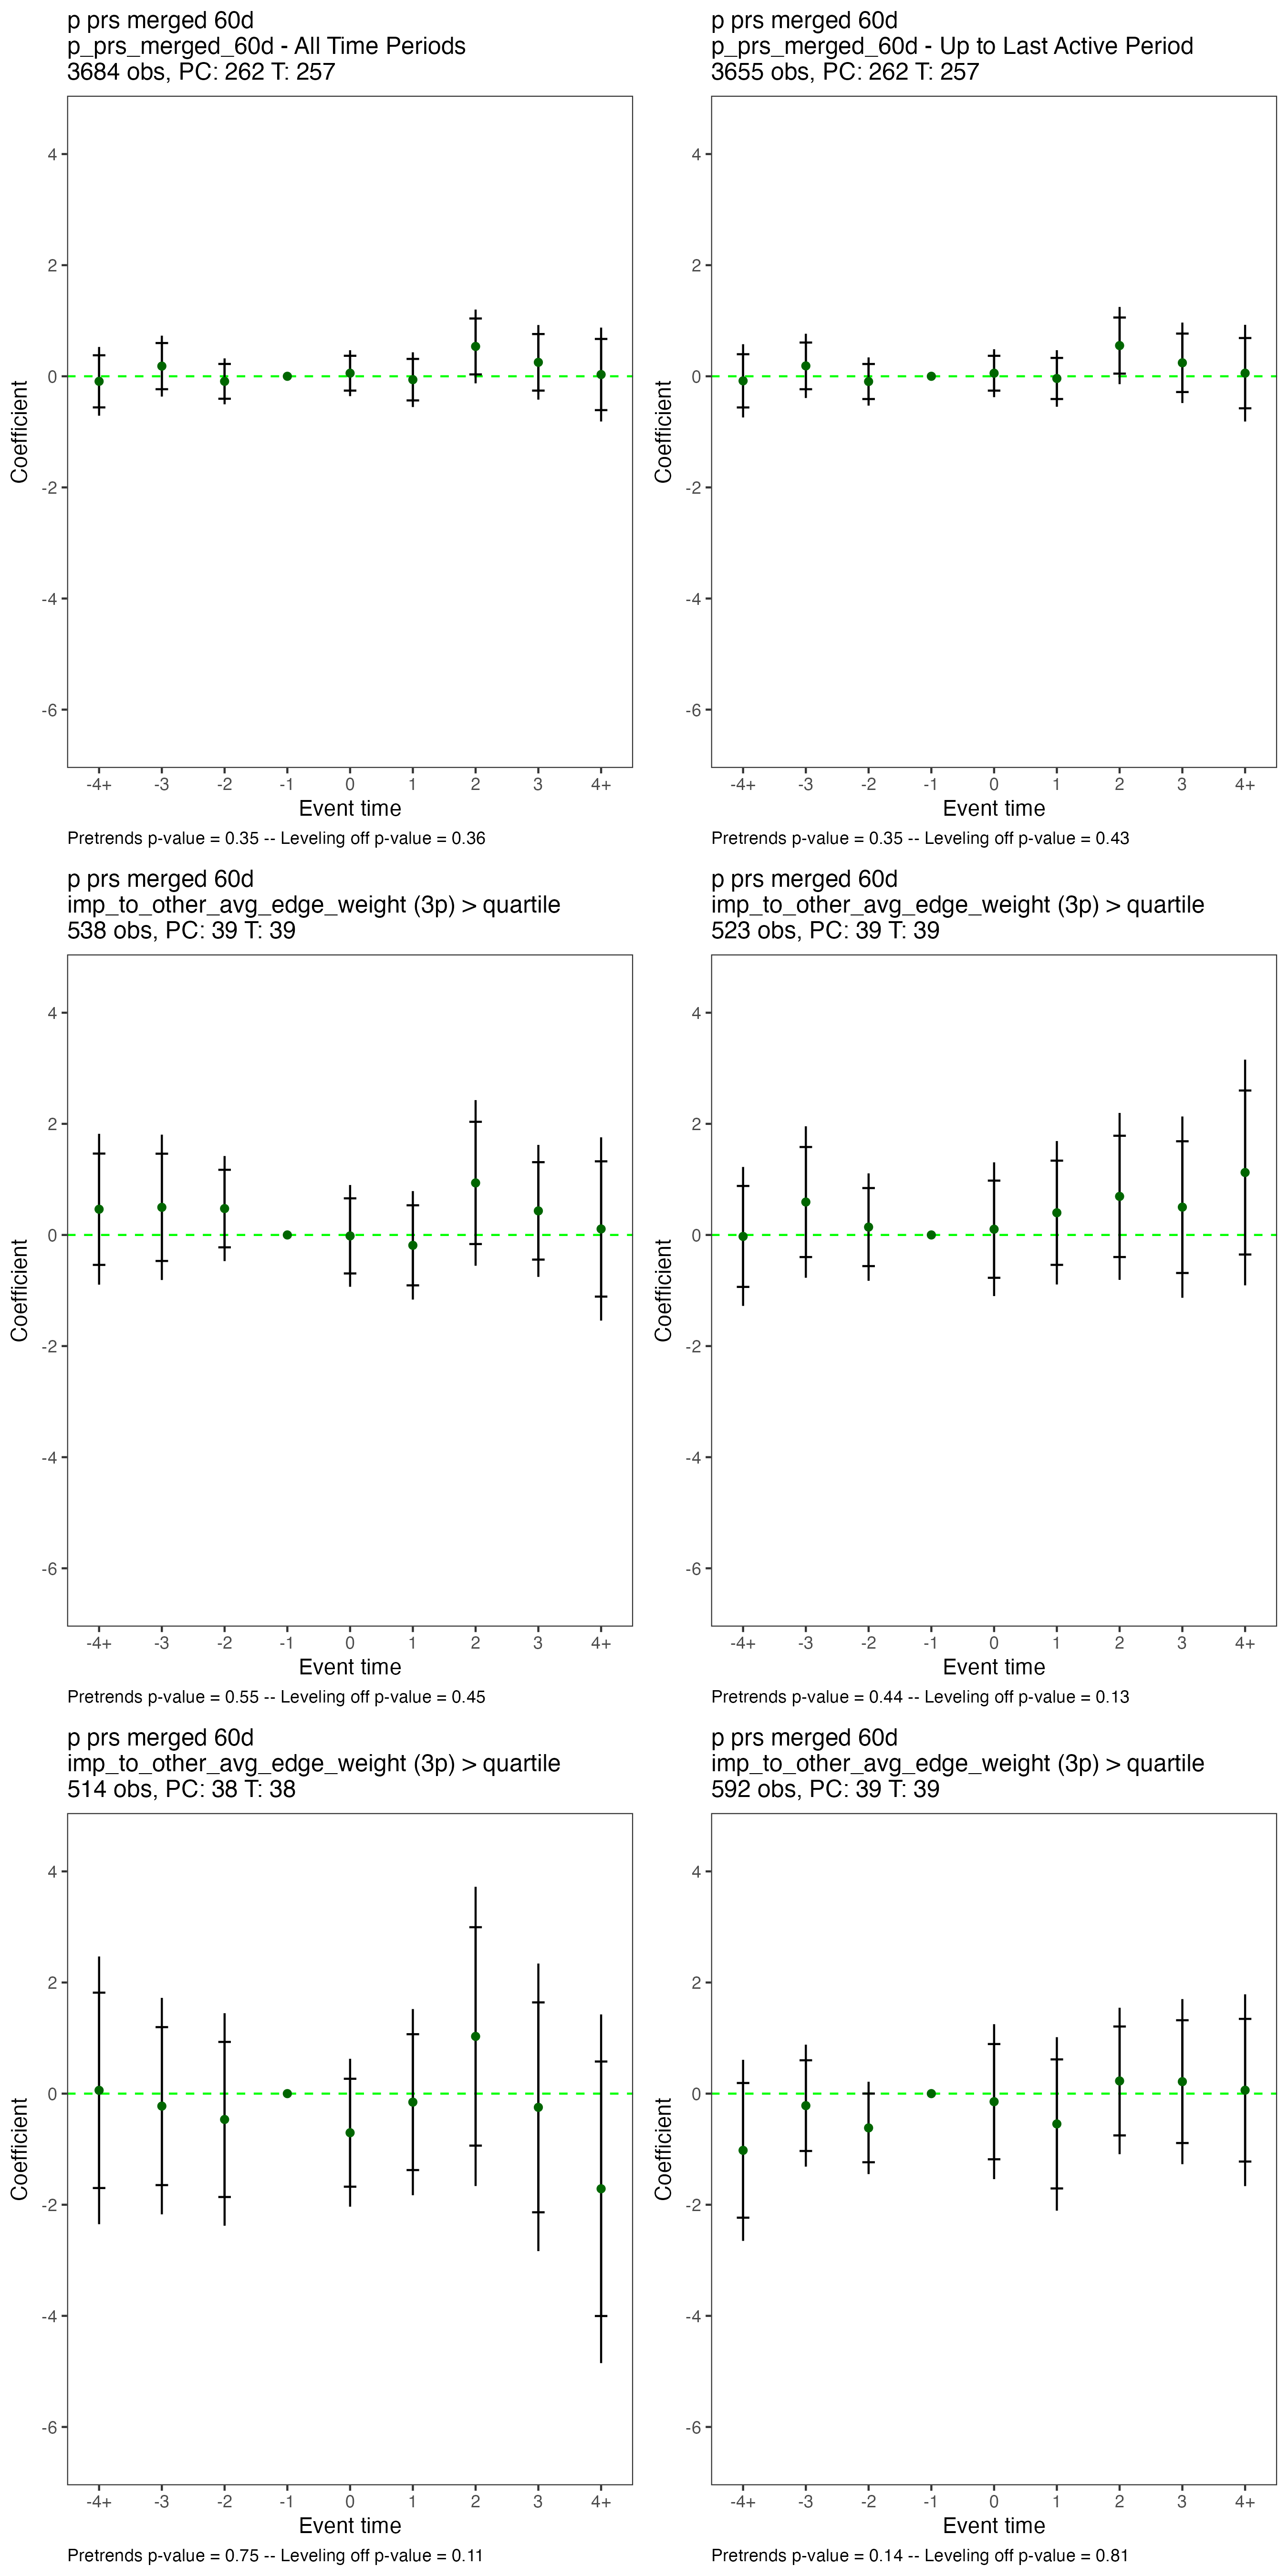 p prs merged 60d
p_prs_merged_60d - All Time Periods
3684 obs, PC: 262 T: 257
4
2
0
-2
-4
-6
Coefficient
-4+ -3 -2 -1 0 1 2 3 4+
Event time
Pretrends p-value = 0.35 -- Leveling off p-value = 0.36
p prs merged 60d
p_prs_merged_60d - Up to Last Active Period
3655 obs, PC: 262 T: 257
4
2
0
-2
-4
-6
Coefficient
-4+ -3 -2 -1 0 1 2 3 4+
Event time
Pretrends p-value = 0.35 -- Leveling off p-value = 0.43
p prs merged 60d
imp_to_other_avg_edge_weight (3p) > quartile
538 obs, PC: 39 T: 39
4
2
0
-2
-4
-6
Coefficient
-4+ -3 -2 -1 0 1 2 3 4+
Event time
Pretrends p-value = 0.55 -- Leveling off p-value = 0.45
p prs merged 60d
imp_to_other_avg_edge_weight (3p) > quartile
523 obs, PC: 39 T: 39
4
2
0
-2
-4
-6
Coefficient
-4+ -3 -2 -1 0 1 2 3 4+
Event time
Pretrends p-value = 0.44 -- Leveling off p-value = 0.13
p prs merged 60d
imp_to_other_avg_edge_weight (3p) > quartile
514 obs, PC: 38 T: 38
4
2
0
-2
-4
-6
Coefficient
-4+ -3 -2 -1 0 1 2 3 4+
Event time
Pretrends p-value = 0.75 -- Leveling off p-value = 0.11
p prs merged 60d
imp_to_other_avg_edge_weight (3p) > quartile
592 obs, PC: 39 T: 39
4
2
0
-2
-4
-6
Coefficient
-4+ -3 -2 -1 0 1 2 3 4+
Event time
Pretrends p-value = 0.14 -- Leveling off p-value = 0.81